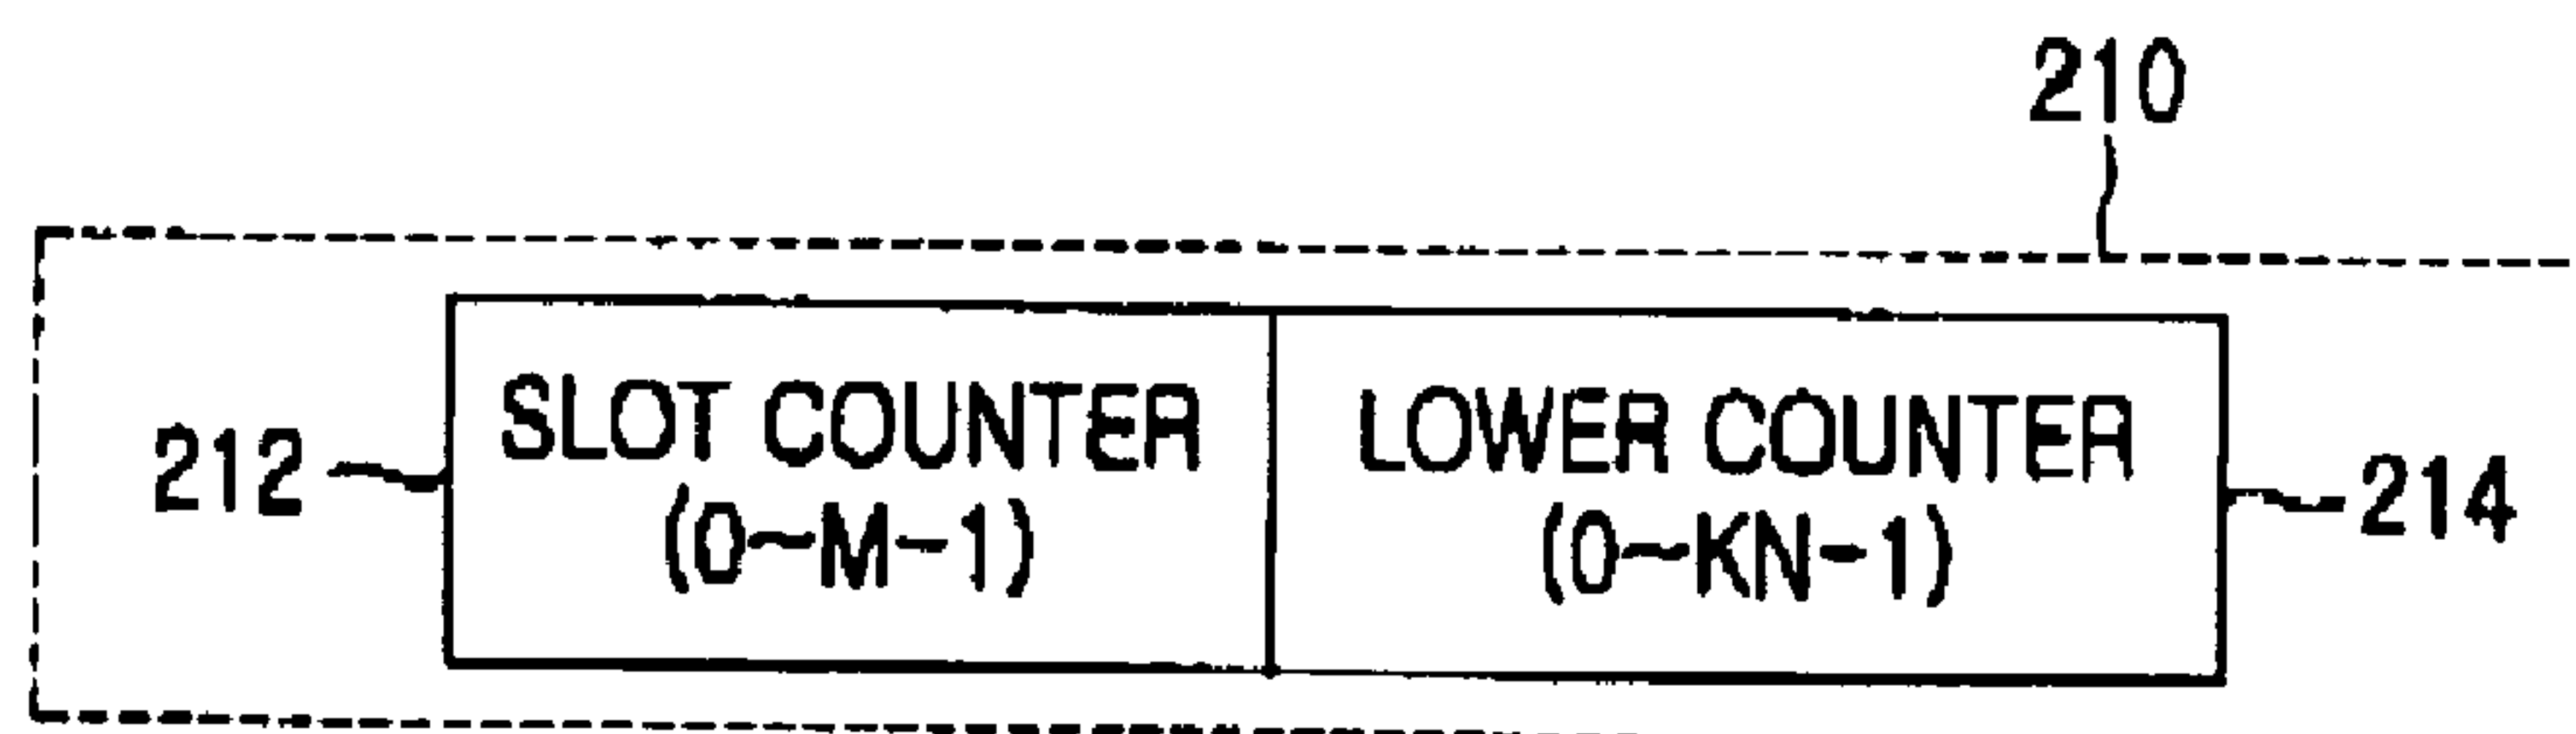 210
212
SLOT COUNTER
(0~M-1)
LOWER COUNTER
(0~KN-1)
214